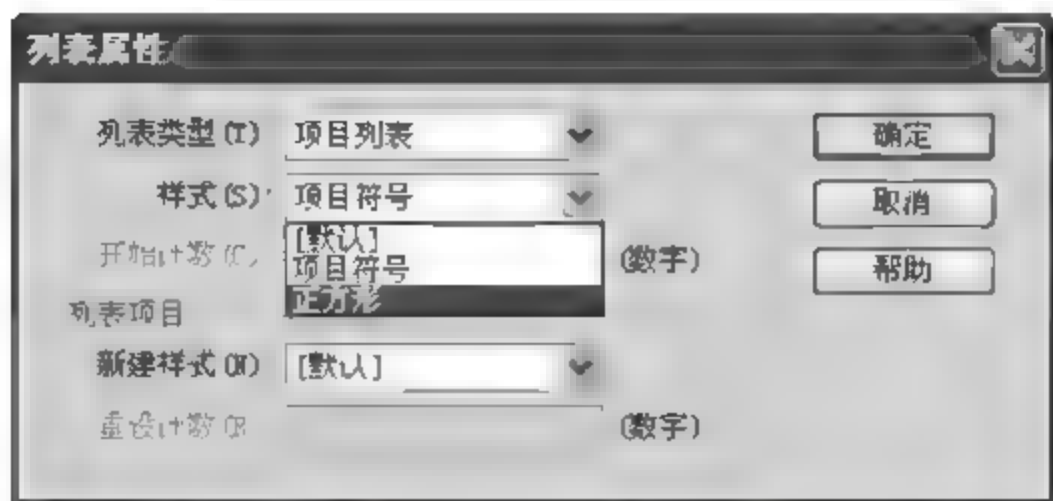 列表属性
列表类型(T) 项目列表 确定
样式(S): 项目符号 取消
[默认]
开始计数(C) (数字) 帮助
项目符号
正方形
列表项目
新建样式(N) [默认]
重设计数(R (数字)